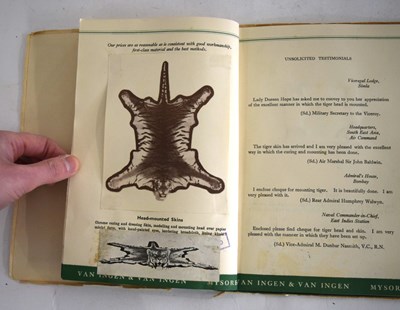 Our prices are as reasonable as is consistent with good workmanship,
first-class material and the best methods.
Headmounted Skins
VAN INGEN & VAN INGEN
MYSORE
UNSOLICITED TESTIMONIALS
Viceregal Lodge,
Simla
Lady Doreen Hope has asked me to convey to you her appreciation
of the excellent manner in which the tiger head is mounted.
(Sd.) Military Secretary to the Viceroy.
Headquarters,
South East Asia,
Air Command
The tiger skin has arrived and I am very pleased with the excellent
way in which the curing and mounting has been done.
(Sd.) Air Marshal Sir John Baldwin,
Admiral's House,
Bombay
I enclose cheque for mounting tiger. It is beautifully done. I am
very pleased with it.
(Sd.) Rear Admiral Humphrey Walwyn,
Naval Commander-in-Chief,
East Indies Station
Enclosed please find cheque for tiger head and skin. I am very pleased
with the manner in which they have been set up.
(Sd.) Vice-Admiral M. Dunbar Nasmith, V.C., R.N.
VAN INGEN & VAN INGEN
MYSORE